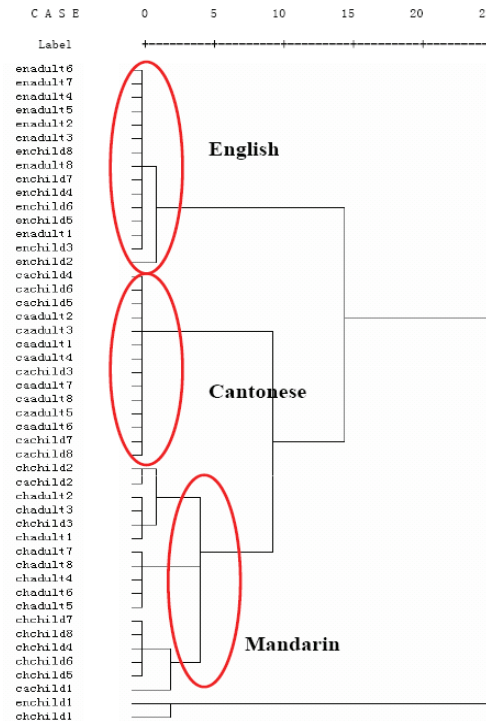 C A S E 0 5 10 15 20 2
Label
enadult6
enadult7
enadult4
enadult5
enadult2
enadult3
enchild8
enadult8
enchild7
enchild4
enchild6
enchild5
enadult1
enchild3
enchild2
cachild4
cachild6
cachild5
caadult2
caadult3
caadult1
caadult4
cachild3
caadult7
caadult8
caadult5
caadult6
cachild7
cachild8
chchild2
cachild2
chadult2
chadult3
chchild3
chadult1
chadult7
chadult8
chadult4
chadult6
chadult5
chchild7
chchild8
chchild4
chchild6
chchild5
cachild1
enchild1
chchild1
English
Cantonese
Mandarin